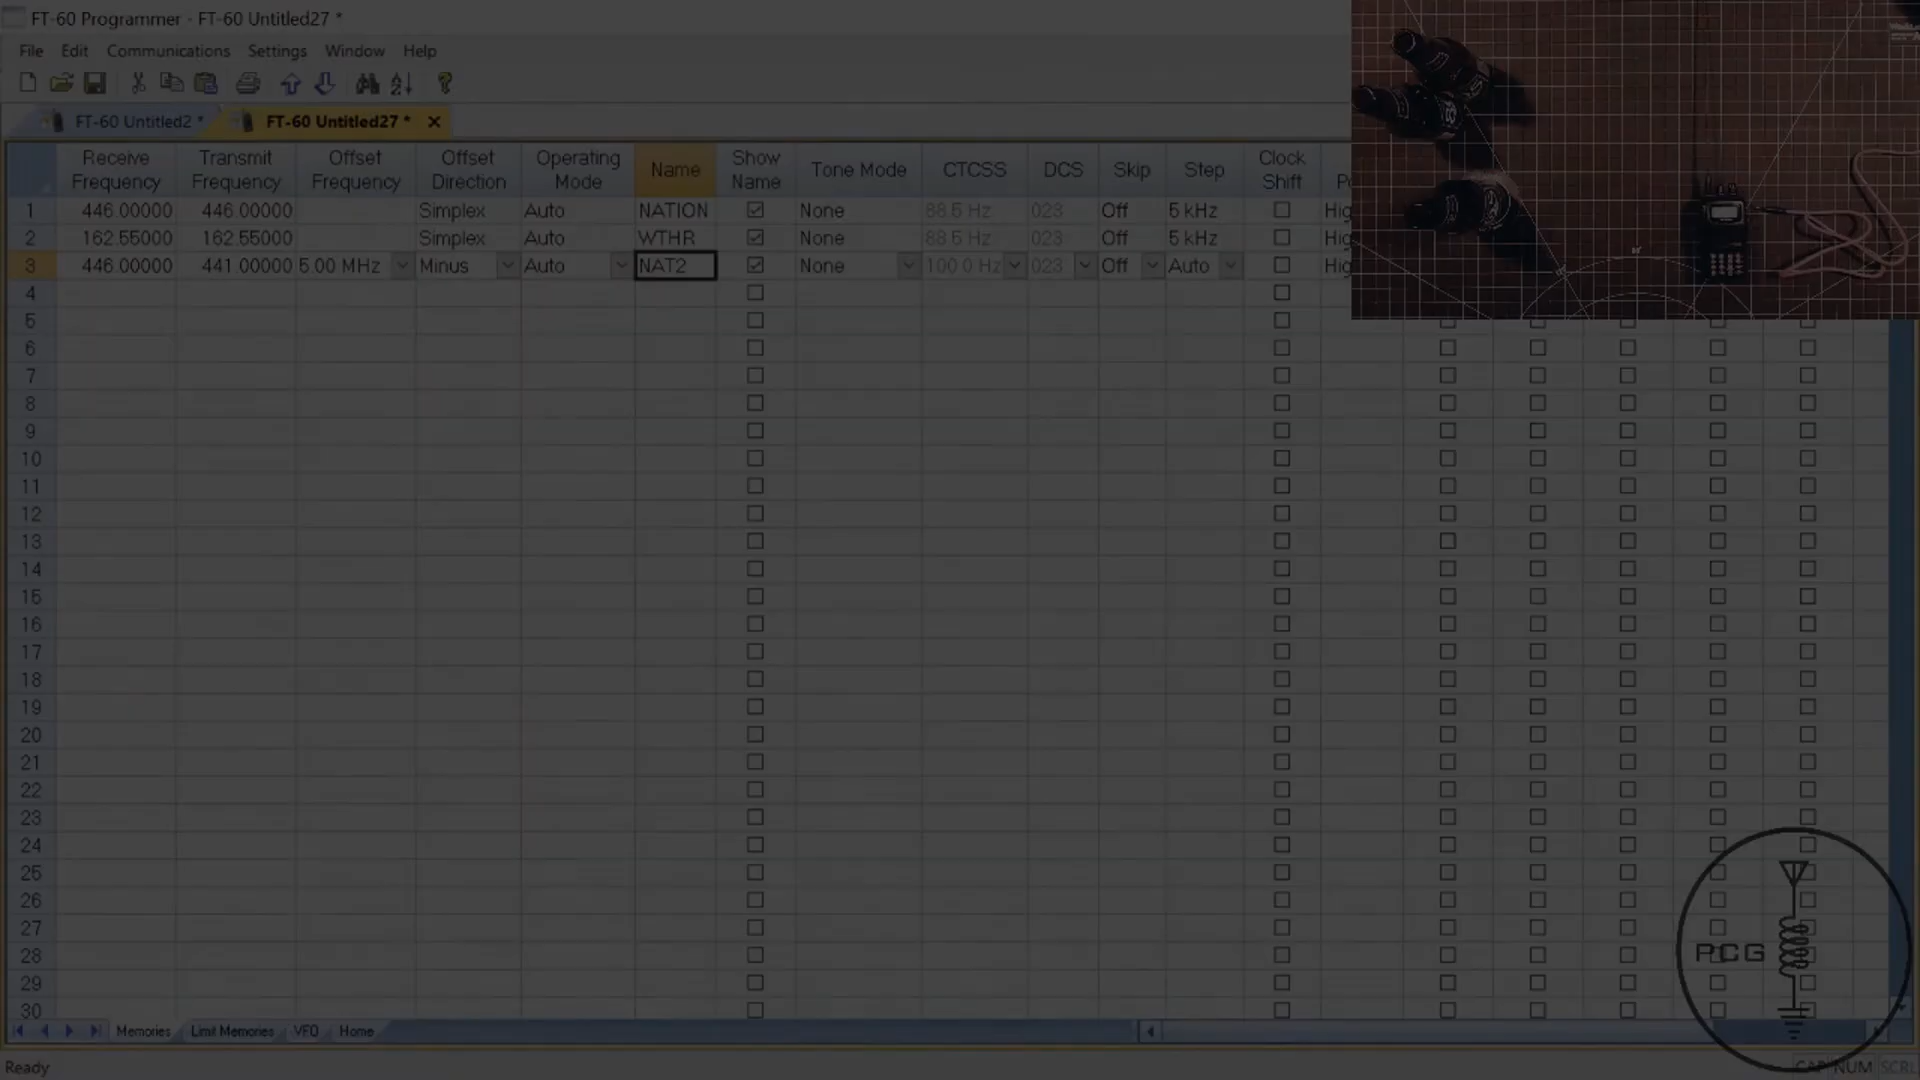 FT-60 Programmer - FT-60 Untitled27 *
File Edit Communications Settings Window Help
FT-60 Untitled2 * FT-60 Untitled27 *
Receive Frequency Transmit Frequency Offset Frequency Offset Direction Operating Mode Name Show Name Tone Mode CTCSS DCS Skip Step Clock Shift
1 446.00000 446.00000 Simplex Auto NATION None 88.5 Hz 023 Off 5 kHz Hig
2 162.55000 162.55000 Simplex Auto WTHR None 88.5 Hz 023 Off 5 kHz Hig
3 446.00000 441.00000 5.00 MHz Minus Auto NAT2 None 100.0 Hz 023 Off Auto Hig
4
5
6
7
8
9
10
11
12
13
14
15
16
17
18
19
20
21
22
23
24
25
26
27
28
29
30
PCG
Memories Limit Memories VFO Home
Ready CAP NUM SCRL